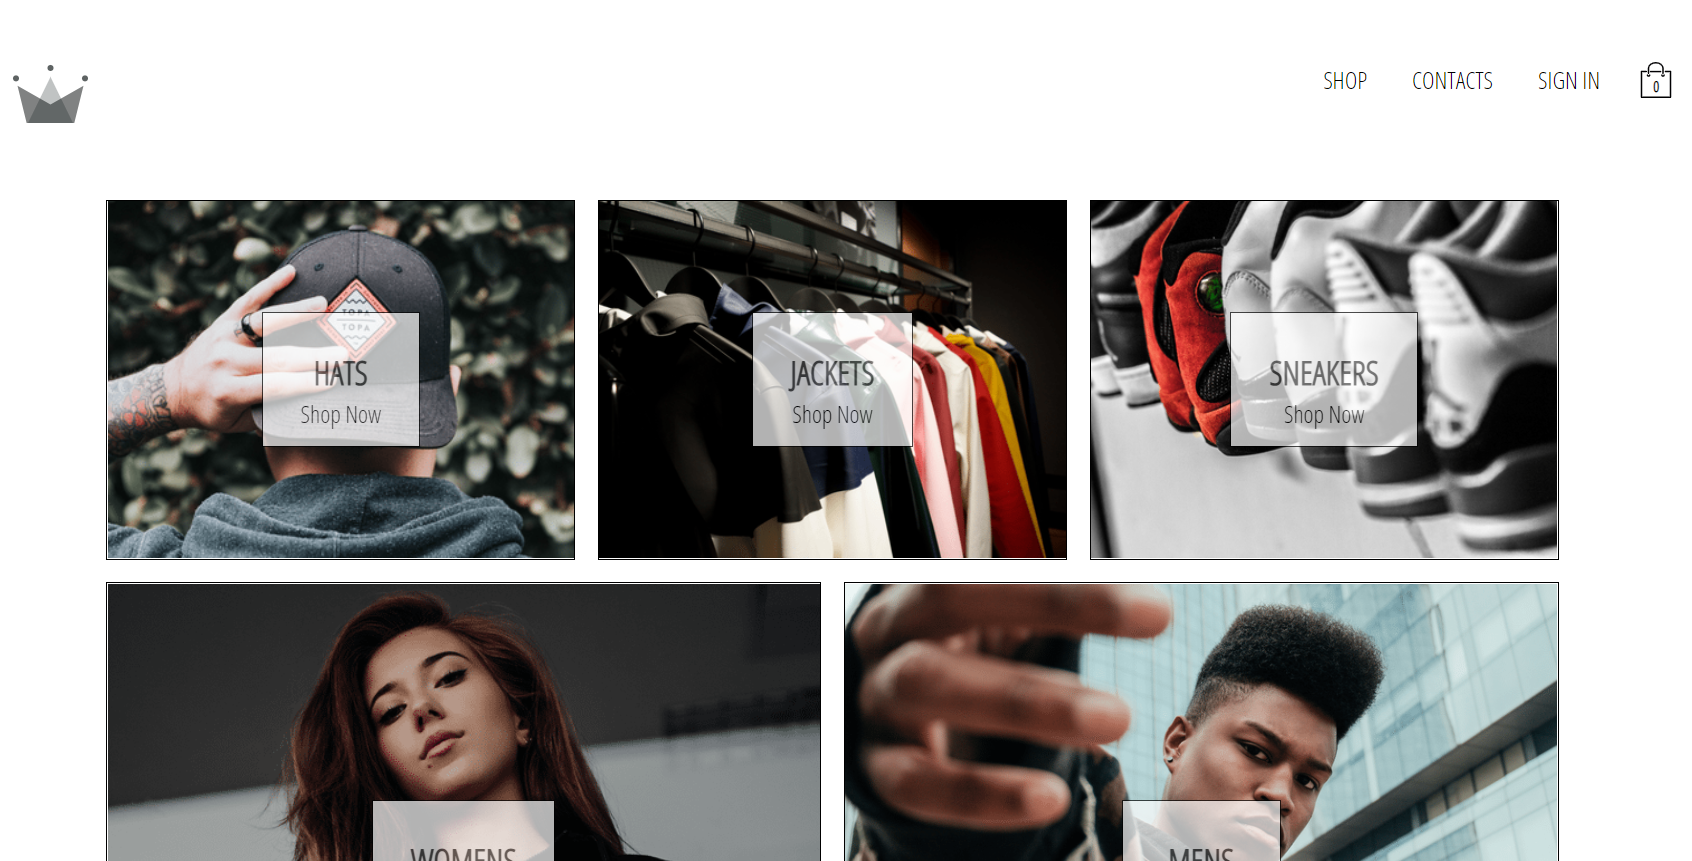 SHOP CONTACTS SIGN IN 0
TOPA
TOPA
HATS
Shop Now
JACKETS
Shop Now
SNEAKERS
Shop Now
WOMENS
MENS